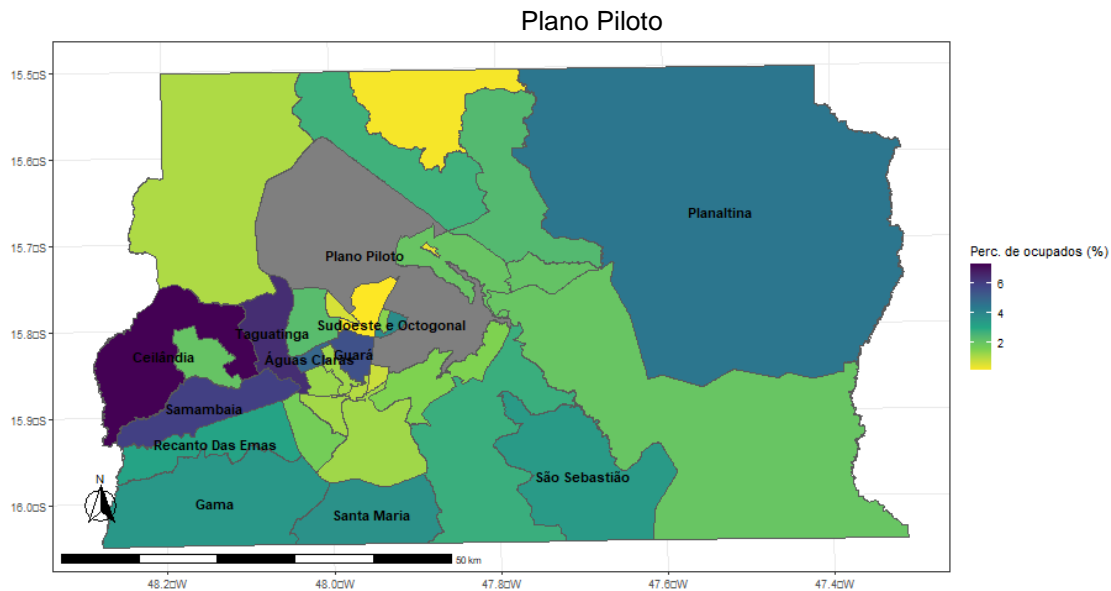 Plano Piloto
15.5□S
15.6□S
15.7□S
15.8□S
15.9□S
16.0□S
Planaltina
Plano Piloto
Sudoeste e Octogonal
Taguatinga
Guará
Águas Claras
Ceilândia
Samambaia
Recanto Das Emas
São Sebastião
Gama
Santa Maria
N
50 km
48.2□W
48.0□W
47.8□W
47.6□W
47.4□W
Perc. de ocupados (%)
6
4
2